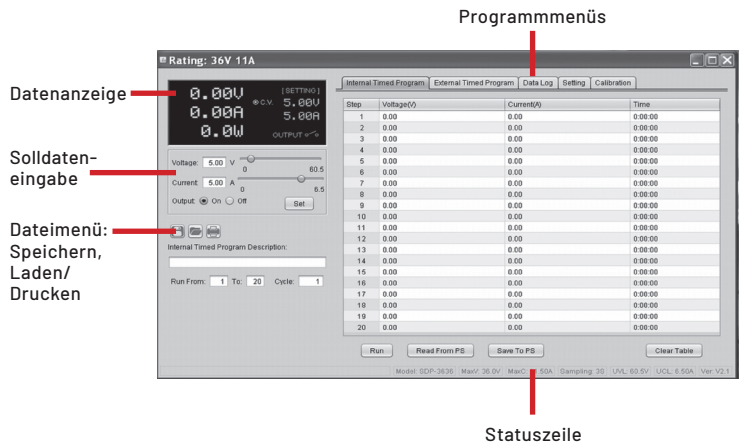 Programmmenüs
Rating: 36V 11A
Datenanzeige
0.00V
[SETTING]
C.V. 5.00V
0.00A
5.00A
0.0W
OUTPUT
Solldaten-
eingabe
Voltage: 5.00 V
0 60.5
Current: 5.00 A
0 6.5
Output: On Off Set
Dateimenü:
Speichern,
Laden/
Drucken
Internal Timed Program Description:
Run From: 1 To: 20 Cycle: 1
Internal Timed Program External Timed Program Data Log Setting Calibration
Step Voltage(V) Current(A) Time
1 0.00 0.00 0:00:00
2 0.00 0.00 0:00:00
3 0.00 0.00 0:00:00
4 0.00 0.00 0:00:00
5 0.00 0.00 0:00:00
6 0.00 0.00 0:00:00
7 0.00 0.00 0:00:00
8 0.00 0.00 0:00:00
9 0.00 0.00 0:00:00
10 0.00 0.00 0:00:00
11 0.00 0.00 0:00:00
12 0.00 0.00 0:00:00
13 0.00 0.00 0:00:00
14 0.00 0.00 0:00:00
15 0.00 0.00 0:00:00
16 0.00 0.00 0:00:00
17 0.00 0.00 0:00:00
18 0.00 0.00 0:00:00
19 0.00 0.00 0:00:00
20 0.00 0.00 0:00:00
Run Read From PS Save To PS Clear Table
Model: SDP-3636 MaxV: 36.0V Sampling: 30 UVL: 60.5V UCL: 6.50A Ver: V2.1
Statuszeile